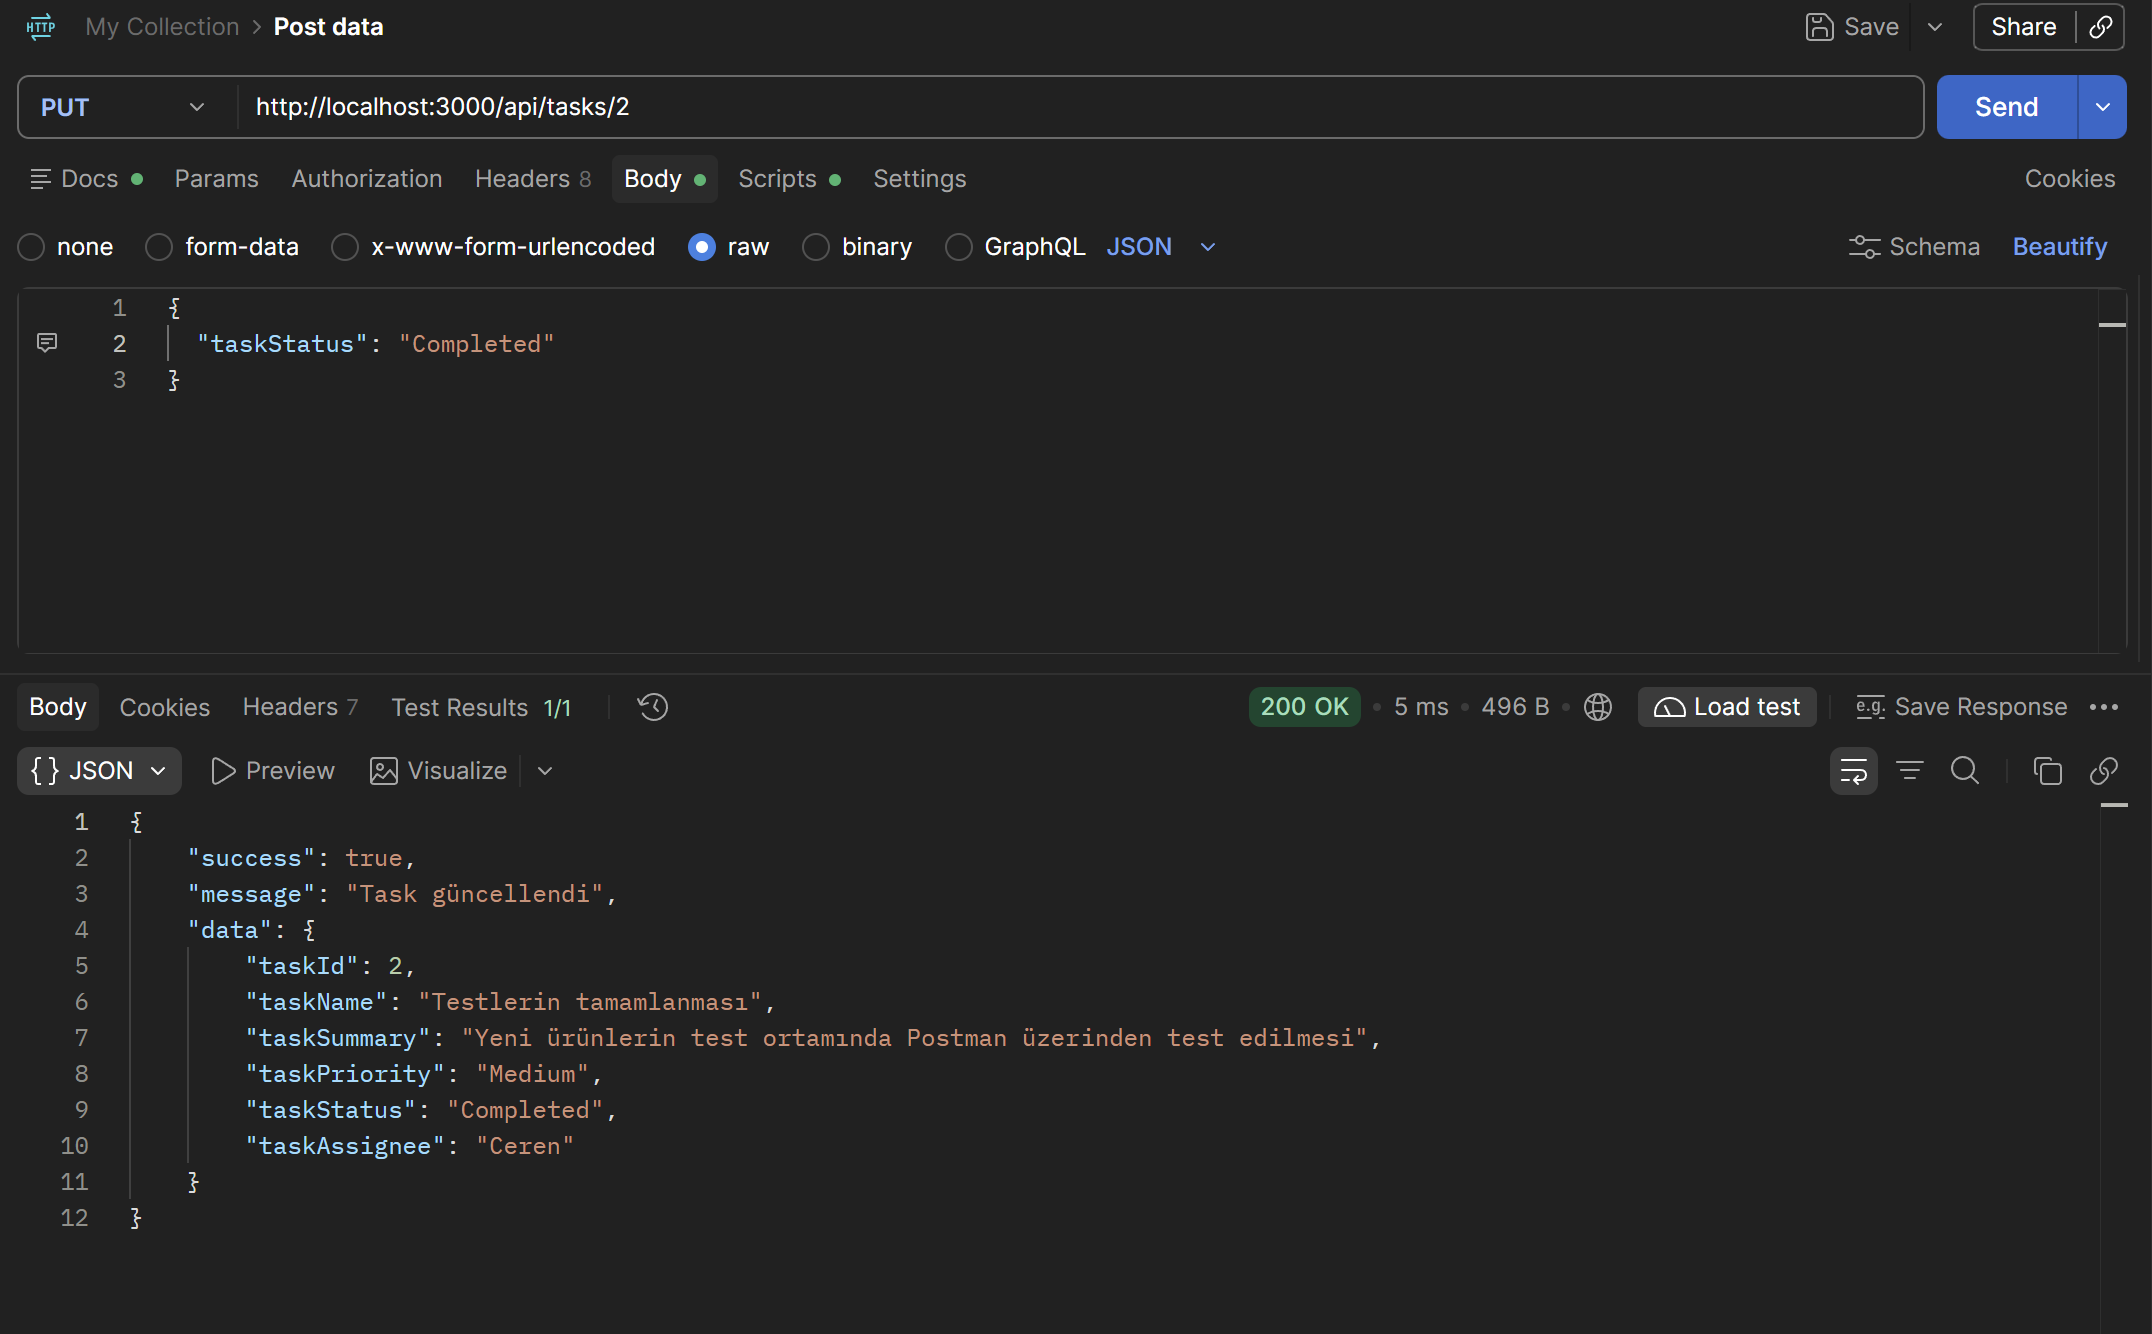 HTTP My Collection > Post data Save Share
PUT http://localhost:3000/api/tasks/2 Send
Docs Params Authorization Headers 8 Body Scripts Settings Cookies
none form-data x-www-form-urlencoded raw binary GraphQL JSON Schema Beautify
1 {
2 "taskStatus": "Completed"
3 }
Body Cookies Headers 7 Test Results 1/1 200 OK • 5 ms • 496 B • Load test e.g. Save Response
{} JSON Preview Visualize
1 {
2 "success": true,
3 "message": "Task güncellendi",
4 "data": {
5 "taskId": 2,
6 "taskName": "Testlerin tamamlanması",
7 "taskSummary": "Yeni ürünlerin test ortamında Postman üzerinden test edilmesi",
8 "taskPriority": "Medium",
9 "taskStatus": "Completed",
10 "taskAssignee": "Ceren"
11 }
12 }